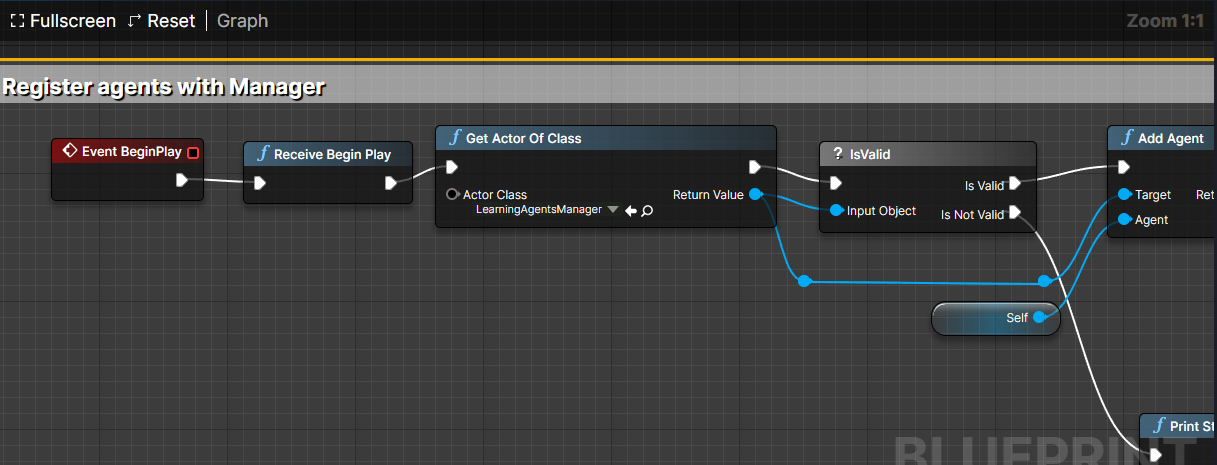 Fullscreen Reset Graph Zoom 1:1
Register agents with Manager
Event BeginPlay
Receive Begin Play
Get Actor Of Class
Actor Class
LearningAgentsManager
Return Value
? IsValid
Input Object
Is Valid
Is Not Valid
Add Agent
Target
Agent
Ret
Self
Print St
BLUEPRINT